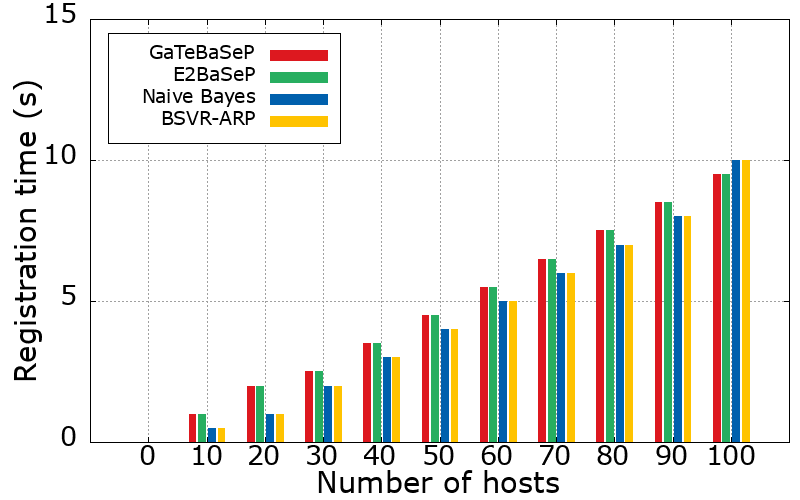 15
10
5
0
Registration time (s)
GaTeBaSeP
E2BaSeP
Naive Bayes
BSVR-ARP
0 10 20 30 40 50 60 70 80 90 100
Number of hosts